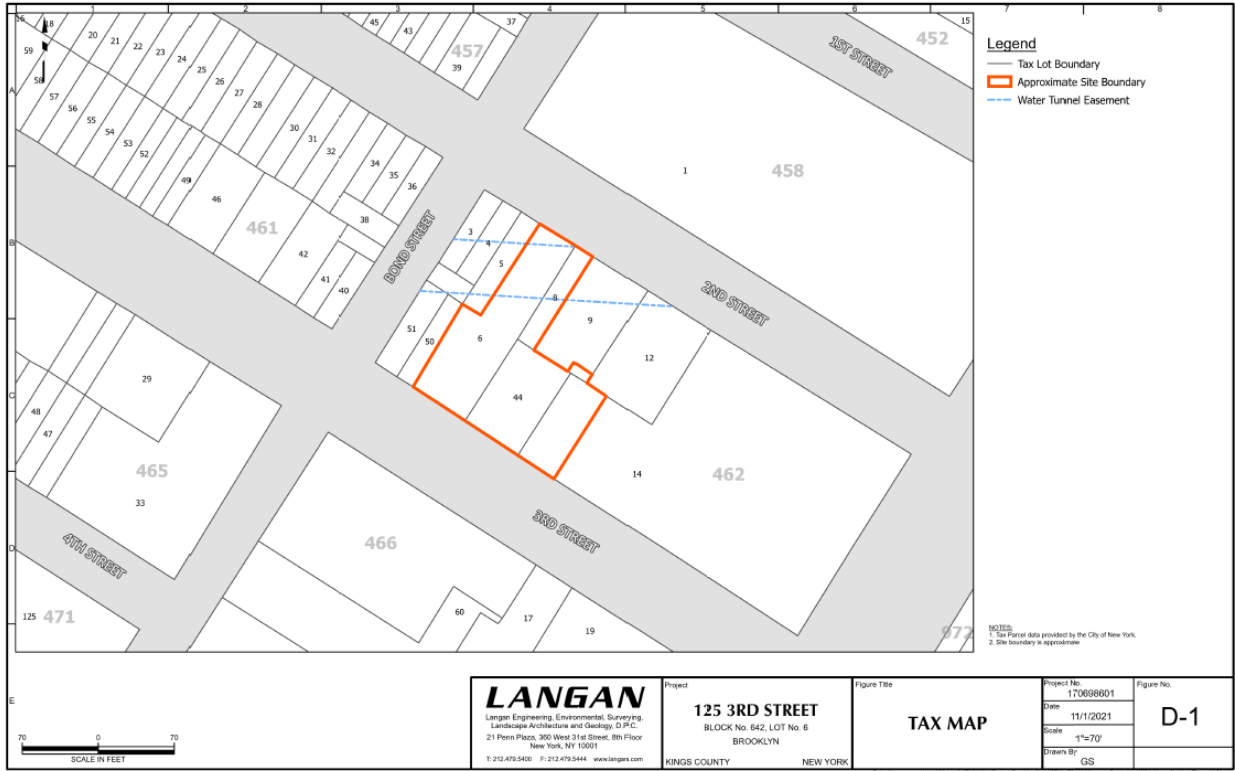 1 2 3 4 5 6 7 8
A
B
C
D
E
16
18
59
58
57
56
55
54
53
52
20
21
22
23
24
25
26
27
28
30
31
32
34
35
36
38
49
46
461
42
41
40
45
43
37
457
39
1ST STREET
452
15
1
458
BOND STREET
3
4
5
8
9
12
2ND STREET
51
50
6
44
14
462
29
48
47
465
33
4TH STREET
3RD STREET
466
125
471
60
17
19
972
Legend
Tax Lot Boundary
Approximate Site Boundary
Water Tunnel Easement
NOTES:
1. Tax Parcel data provided by the City of New York.
2. Site boundary is approximate
70 0 70
SCALE IN FEET
LANGAN
Langan Engineering, Environmental, Surveying,
Landscape Architecture and Geology, D.P.C.
21 Penn Plaza, 360 West 31st Street, 8th Floor
New York, NY 10001
T: 212.479.5400 F: 212.479.5444 www.langan.com
Project
125 3RD STREET
BLOCK No. 642, LOT No. 6
BROOKLYN
KINGS COUNTY NEW YORK
Figure Title
TAX MAP
Project No.
170698601
Date
11/1/2021
Scale
1"=70'
Drawn By
GS
Figure No.
D-1